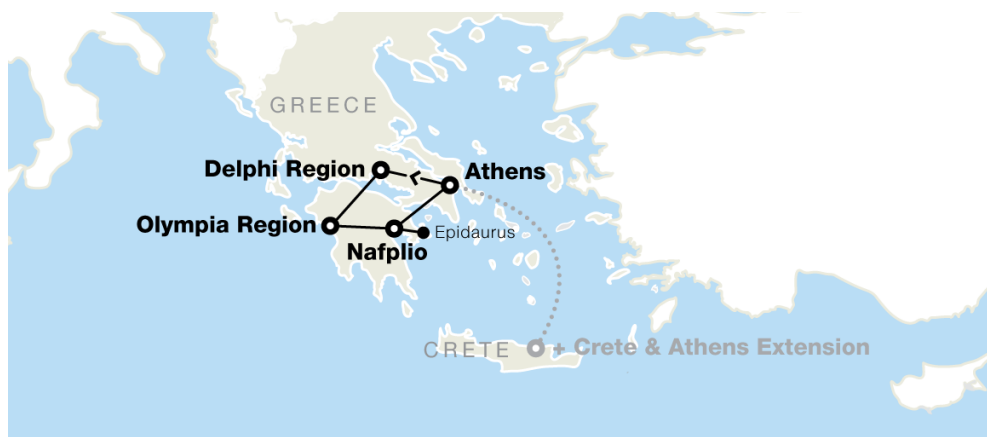 GREECE
Delphi Region
Athens
Olympia Region
Epidaurus
Nafplio
CRETE
+ Crete & Athens Extension